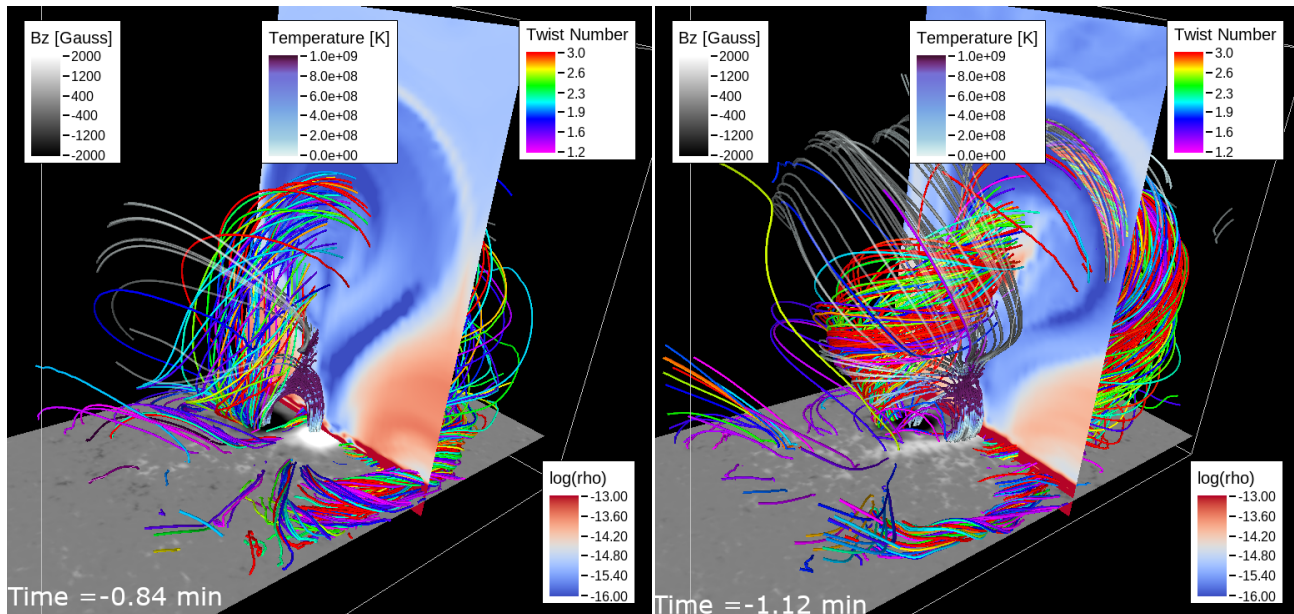 Bz [Gauss]
2000
1200
400
-400
-1200
-2000
Temperature [K]
1.0e+09
8.0e+08
6.0e+08
4.0e+08
2.0e+08
0.0e+00
Twist Number
3.0
2.6
2.3
1.9
1.6
1.2
log(rho)
-13.00
-13.60
-14.20
-14.80
-15.40
-16.00
Time =-0.84 min
Bz [Gauss]
2000
1200
400
-400
-1200
-2000
Temperature [K]
1.0e+09
8.0e+08
6.0e+08
4.0e+08
2.0e+08
0.0e+00
Twist Number
3.0
2.6
2.3
1.9
1.6
1.2
log(rho)
-13.00
-13.60
-14.20
-14.80
-15.40
-16.00
Time =-1.12 min